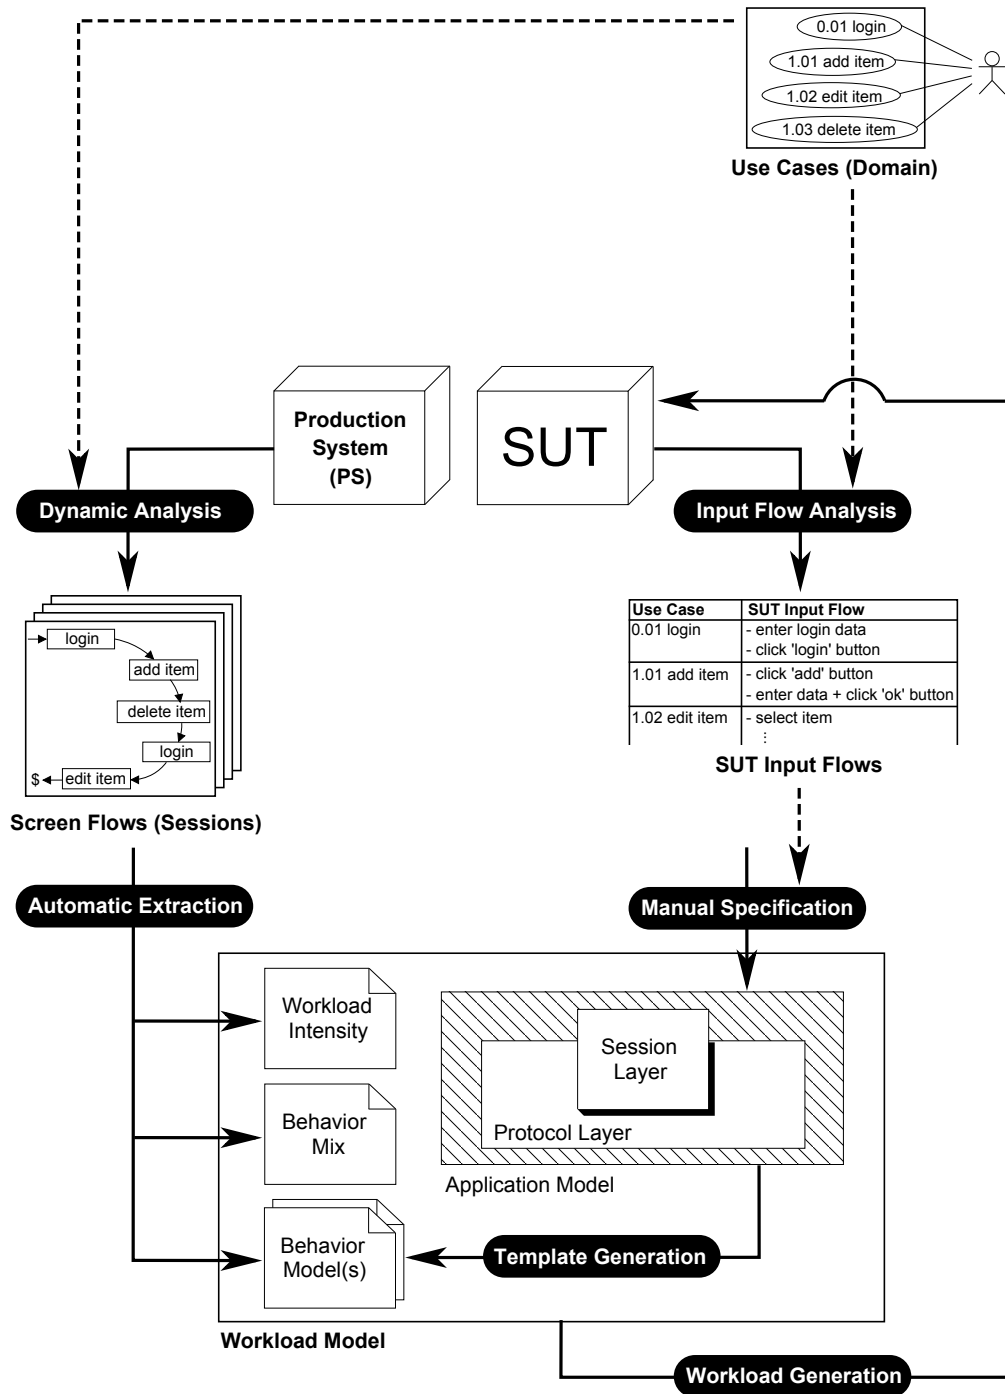 0.01 login
1.01 add item
1.02 edit item
1.03 delete item
Use Cases (Domain)
Production
System
(PS)
SUT
Dynamic Analysis
Input Flow Analysis
login
add item
delete item
login
$ edit item
Screen Flows (Sessions)
Use Case SUT Input Flow
0.01 login - enter login data
- click 'login' button
1.01 add item - click 'add' button
- enter data + click 'ok' button
1.02 edit item - select item
⋮
SUT Input Flows
Automatic Extraction
Manual Specification
Workload
Intensity
Behavior
Mix
Behavior
Model(s)
Session
Layer
Protocol Layer
Application Model
Template Generation
Workload Model
Workload Generation